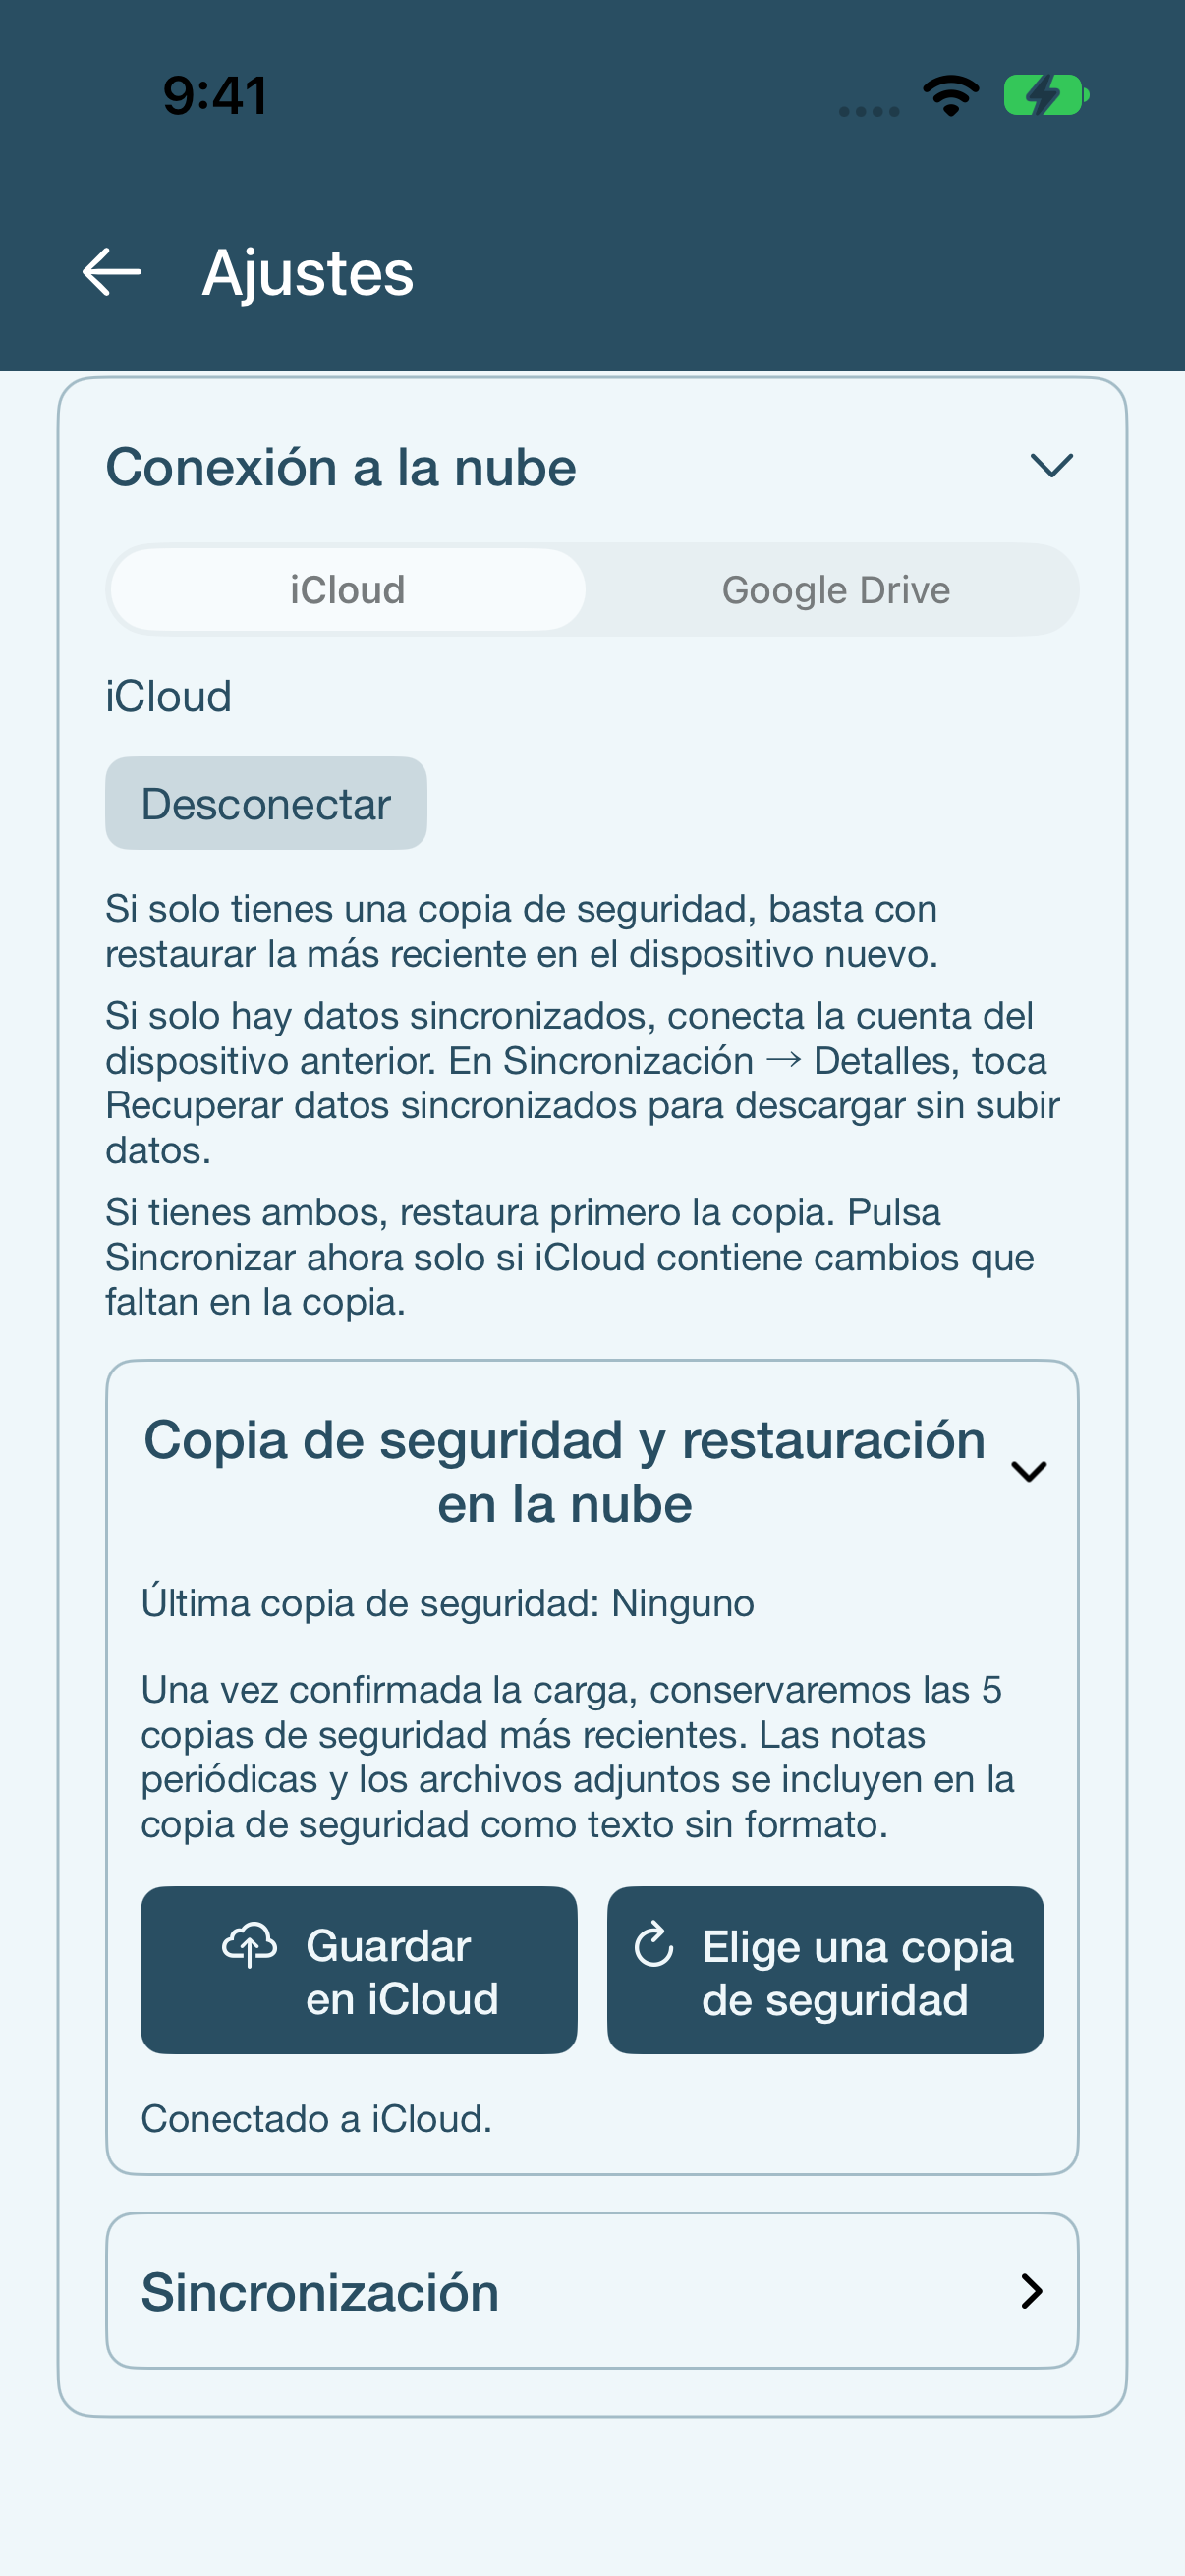 9:41
Ajustes
Conexión a la nube
iCloud
Google Drive
iCloud
Desconectar
Si solo tienes una copia de seguridad, basta con
restaurar la más reciente en el dispositivo nuevo.
Si solo hay datos sincronizados, conecta la cuenta del
dispositivo anterior. En Sincronización → Detalles, toca
Recuperar datos sincronizados para descargar sin subir
datos.
Si tienes ambos, restaura primero la copia. Pulsa
Sincronizar ahora solo si iCloud contiene cambios que
faltan en la copia.
Copia de seguridad y restauración
en la nube
Última copia de seguridad: Ninguno
Una vez confirmada la carga, conservaremos las 5
copias de seguridad más recientes. Las notas
periódicas y los archivos adjuntos se incluyen en la
copia de seguridad como texto sin formato.
Guardar
en iCloud
Elige una copia
de seguridad
Conectado a iCloud.
Sincronización